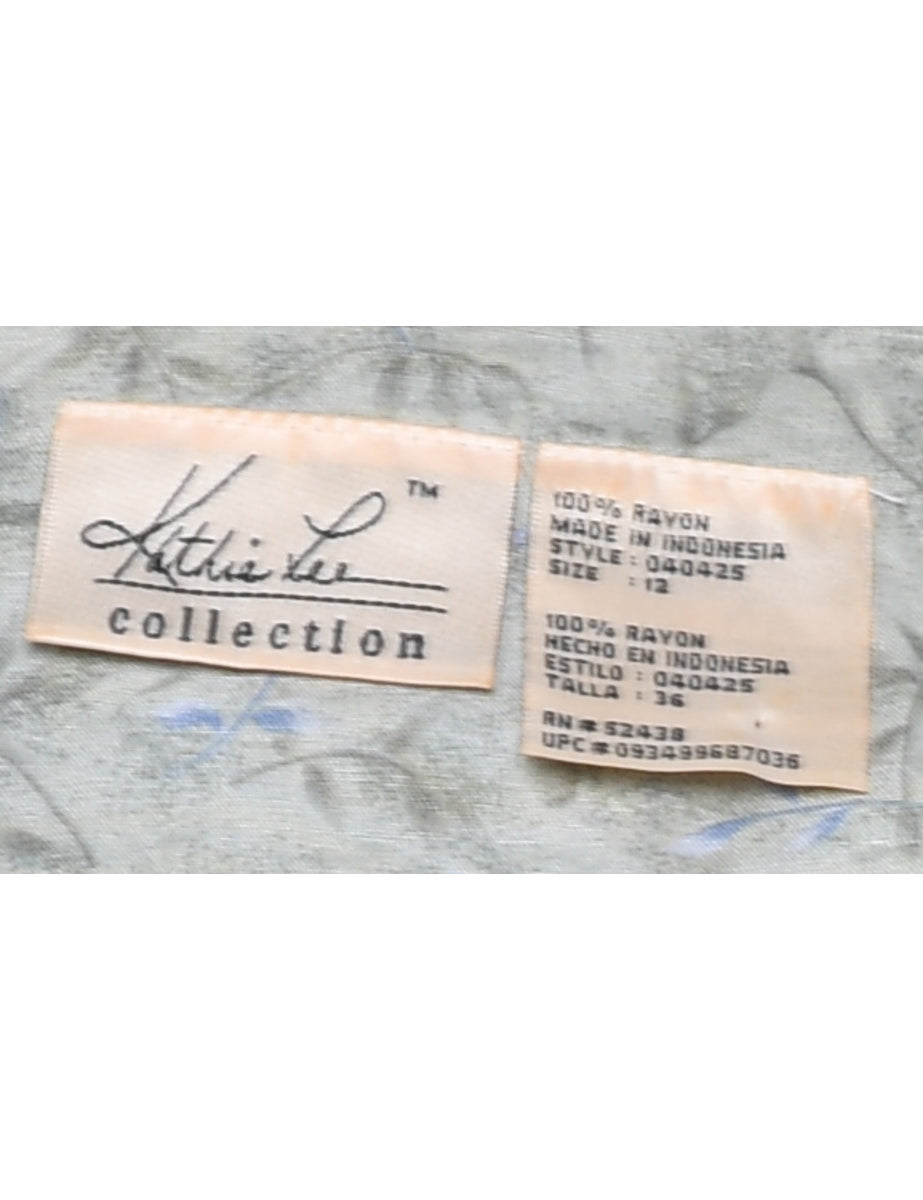 Kathie Lee ™
collection
100% RAYON
MADE IN INDONESIA
STYLE : 040425
SIZE : 12
100% RAYON
HECHO EN INDONESIA
ESTILO : 040425
TALLA : 36
RN # 52438
UPC # 093499687036